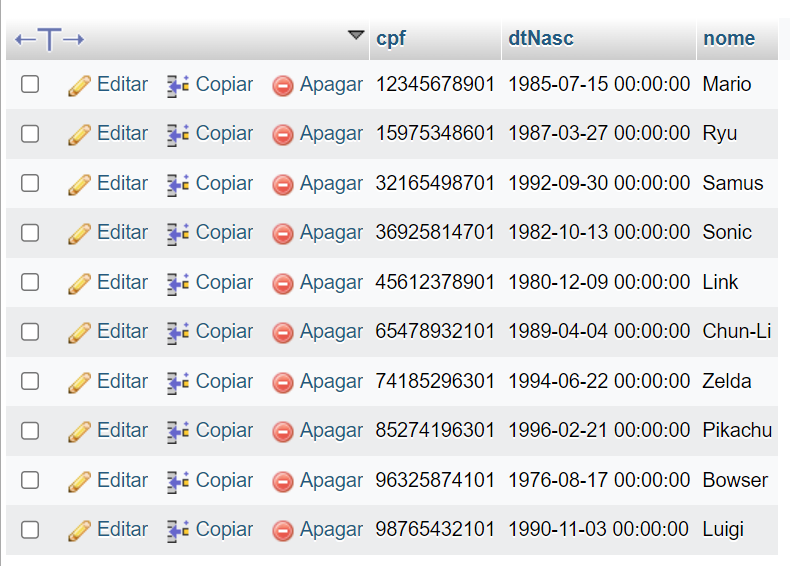 cpf dtNasc nome
Editar Copiar Apagar 12345678901 1985-07-15 00:00:00 Mario
Editar Copiar Apagar 15975348601 1987-03-27 00:00:00 Ryu
Editar Copiar Apagar 32165498701 1992-09-30 00:00:00 Samus
Editar Copiar Apagar 36925814701 1982-10-13 00:00:00 Sonic
Editar Copiar Apagar 45612378901 1980-12-09 00:00:00 Link
Editar Copiar Apagar 65478932101 1989-04-04 00:00:00 Chun-Li
Editar Copiar Apagar 74185296301 1994-06-22 00:00:00 Zelda
Editar Copiar Apagar 85274196301 1996-02-21 00:00:00 Pikachu
Editar Copiar Apagar 96325874101 1976-08-17 00:00:00 Bowser
Editar Copiar Apagar 98765432101 1990-11-03 00:00:00 Luigi